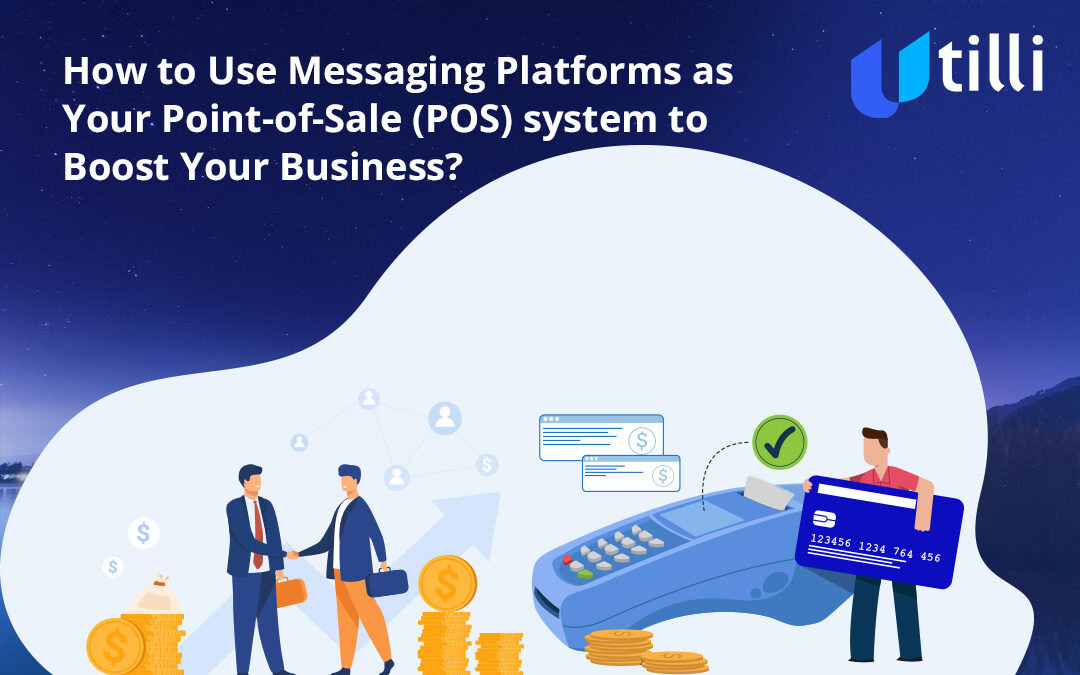 How to Use Messaging Platforms as
Your Point-of-Sale (POS) system to
Boost Your Business?
tilli
$
$
$
$
$
$
$
123456 1234 764 456